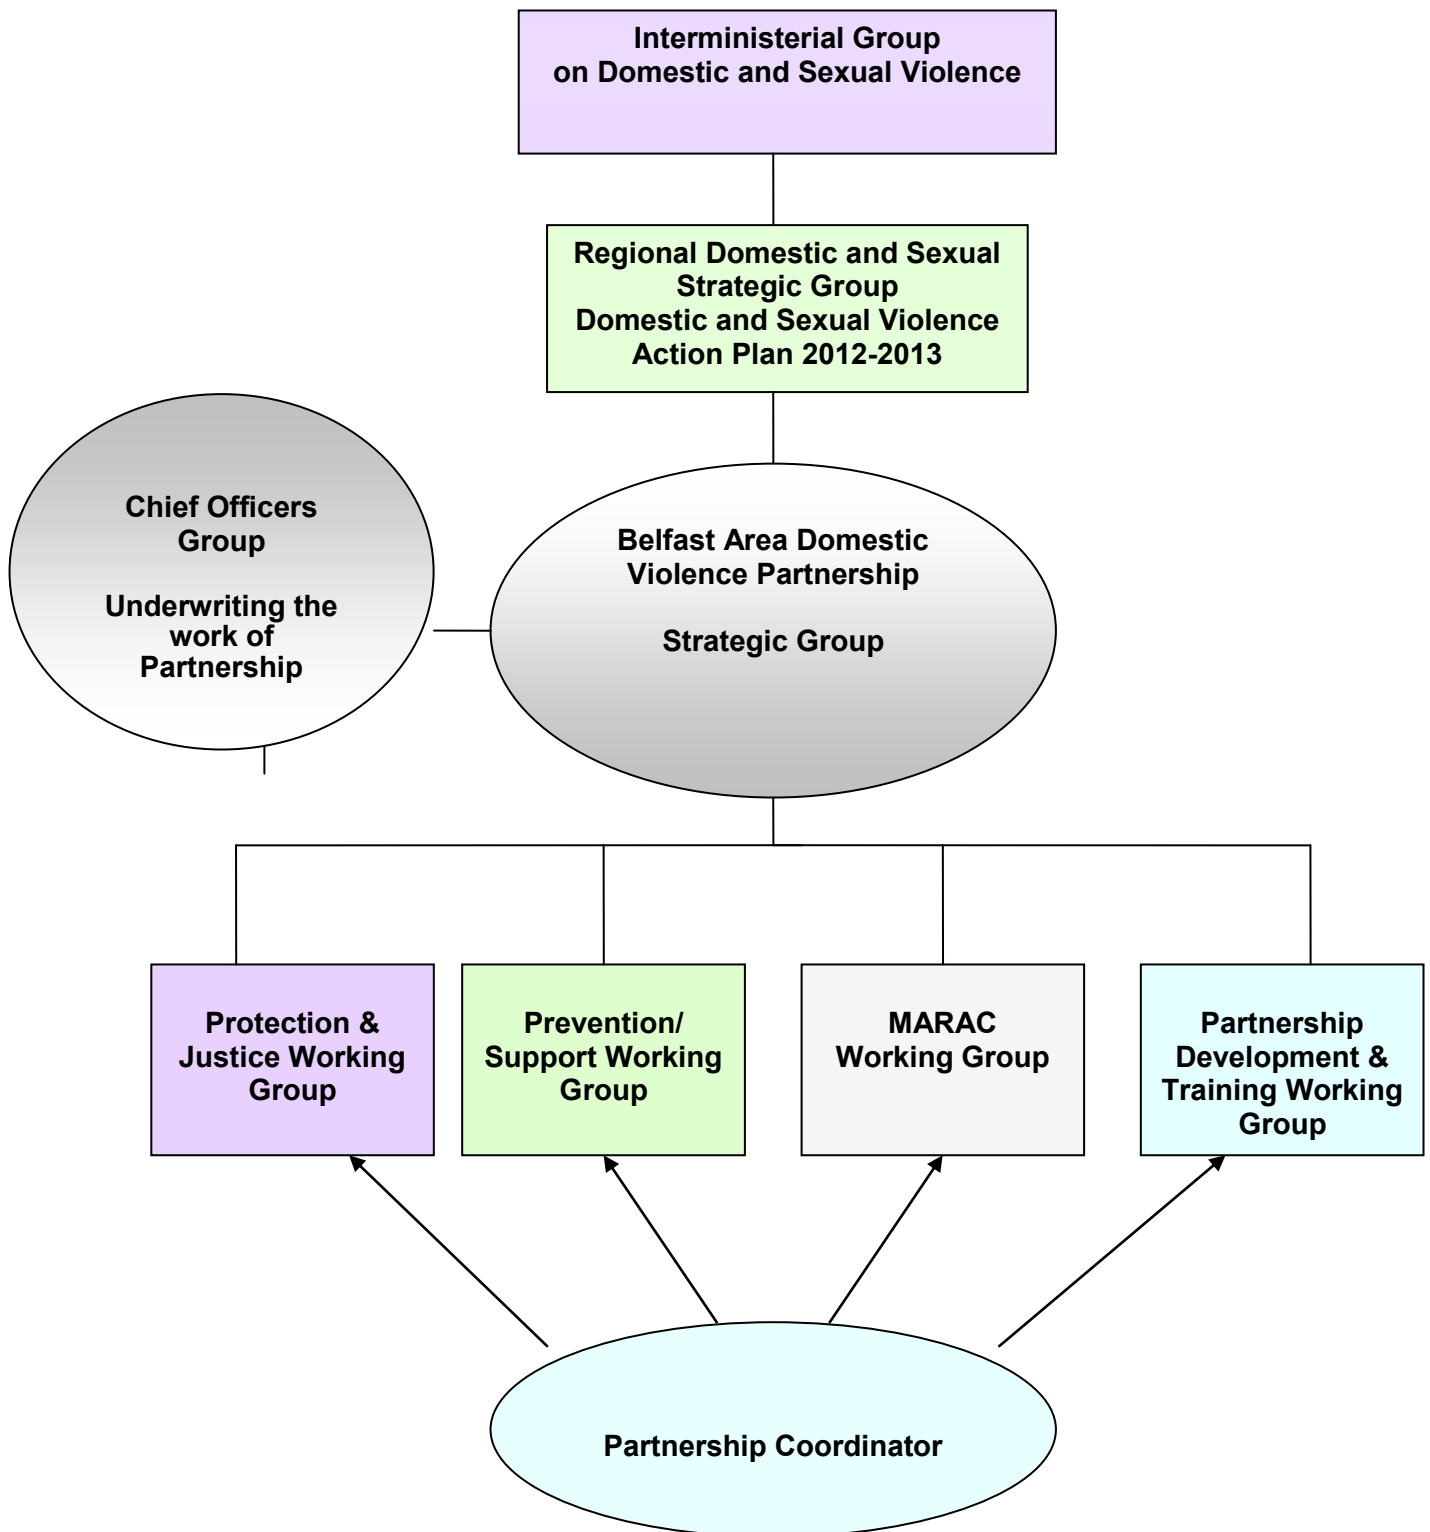 Interministerial Group
on Domestic and Sexual Violence
Regional Domestic and Sexual
Strategic Group
Domestic and Sexual Violence
Action Plan 2012-2013
Chief Officers
Group
Underwriting the
work of
Partnership
Belfast Area Domestic
Violence Partnership
Strategic Group
Protection &
Justice Working
Group
Prevention/
Support Working
Group
MARAC
Working Group
Partnership
Development &
Training Working
Group
Partnership Coordinator